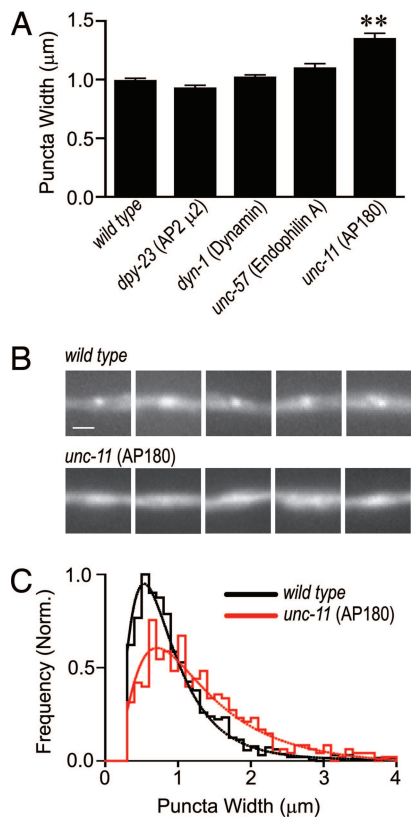 A
Puncta Width (μm)
1.5
1.0
0.5
0.0
**
wild type
dpy-23 (AP2 μ2)
dyn-1 (Dynamin)
unc-57 (Endophilin A)
unc-11 (AP180)
B
wild type
unc-11 (AP180)
C
Frequency (Norm.)
1.0
0.5
0.0
wild type
unc-11 (AP180)
0 1 2 3 4
Puncta Width (μm)